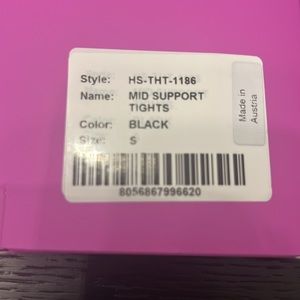 Style: HS-THT-1186
Name: MID SUPPORT
TIGHTS
Color: BLACK
Size: S
8056867996620
Made in
Austria